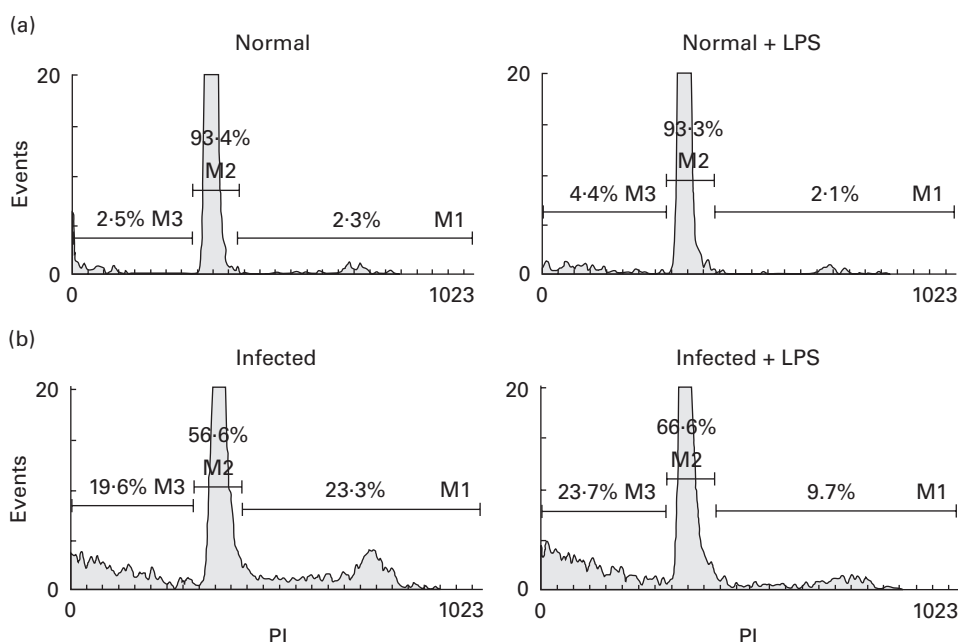 (a)
Normal
Normal + LPS
20
93·4%
M2
Events
2·5% M3
2·3%
M1
0
0
1023
20
93·3%
M2
4·4% M3
2·1%
M1
0
0
1023
(b)
Infected
Infected + LPS
20
56·6%
M2
Events
19·6% M3
23·3%
M1
0
0
1023
PI
20
66·6%
M2
23·7% M3
9.7%
M1
0
0
1023
PI